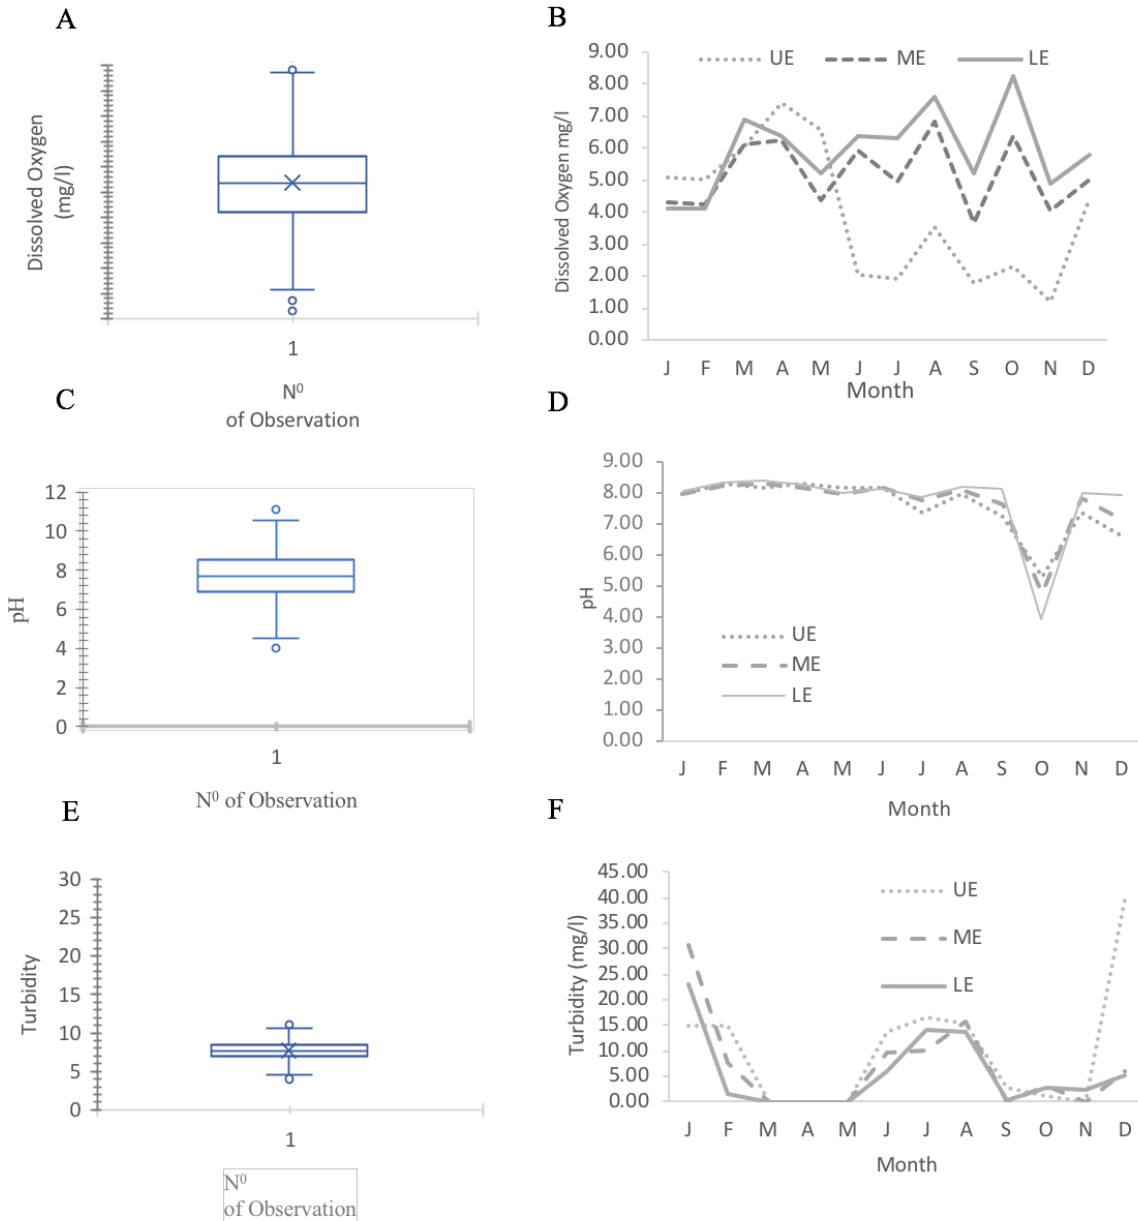 A
Dissolved Oxygen
(mg/l)
1
N⁰
of Observation
B
9.00
8.00
7.00
6.00
5.00
4.00
3.00
2.00
1.00
0.00
Dissolved Oxygen mg/l
UE ME LE
J F M A M J J A S O N D
Month
C
12
10
8
6
4
2
0
pH
1
N⁰ of Observation
D
9.00
8.00
7.00
6.00
5.00
4.00
3.00
2.00
1.00
0.00
pH
UE
ME
LE
J F M A M J J A S O N D
Month
E
30
25
20
15
10
5
0
Turbidity
1
N⁰
of Observation
F
45.00
40.00
35.00
30.00
25.00
20.00
15.00
10.00
5.00
0.00
Turbidity (mg/l)
UE
ME
LE
J F M A M J J A S O N D
Month